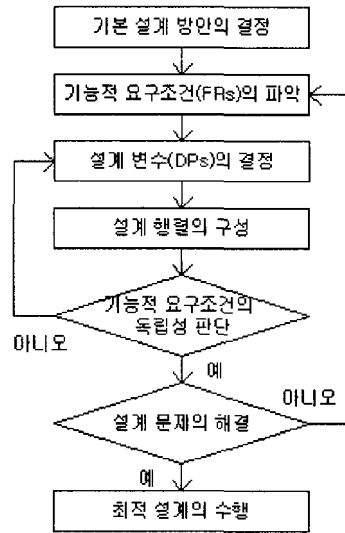 기본 설계 방안의 결정
기능적 요구조건(FRs)의 파악
설계 변수(DPs)의 결정
설계 행렬의 구성
기능적 요구조건의
독립성 판단
아니오
예
설계 문제의 해결
아니오
예
최적 설계의 수행